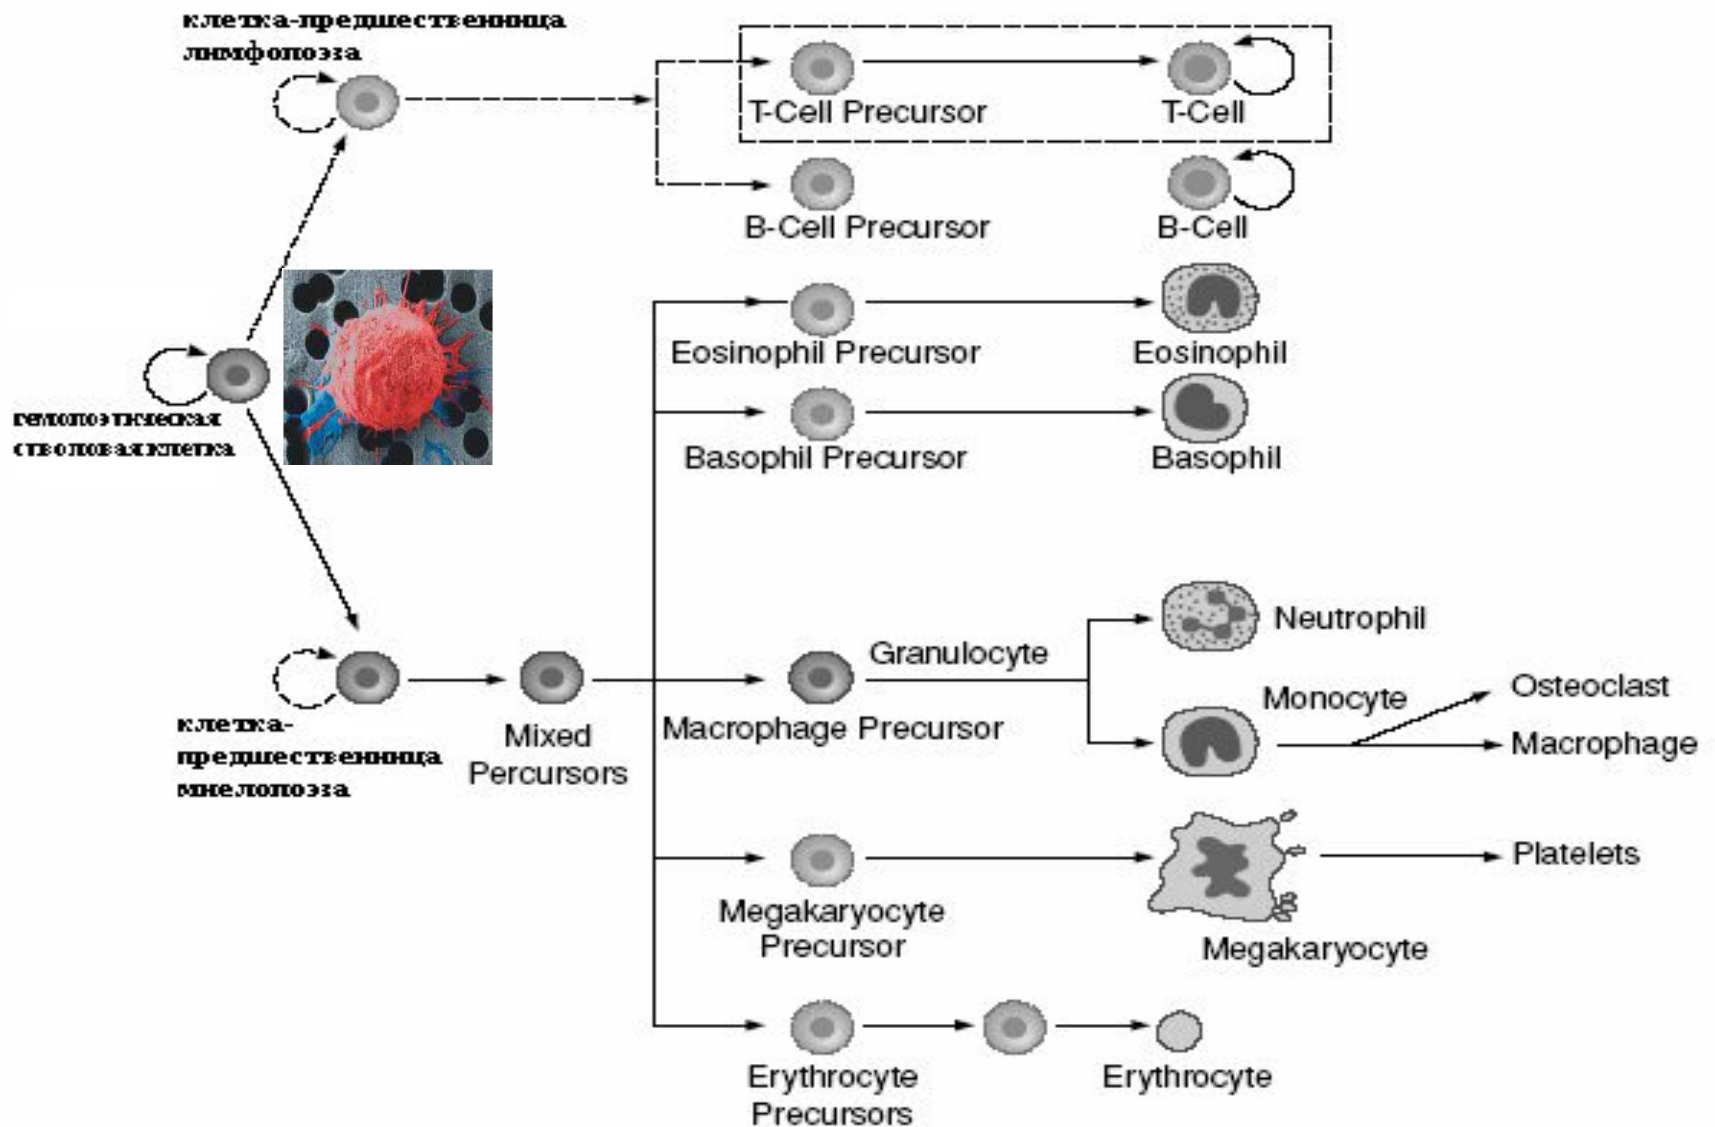 клетка-предшественница
лимфопоэза
T-Cell Precursor
T-Cell
B-Cell Precursor
B-Cell
Eosinophil Precursor
Eosinophil
гемопоэтическая
стволовая клетка
Basophil Precursor
Basophil
Neutrophil
Granulocyte
Monocyte
Osteoclast
Macrophage
клетка-
предшественница
миелопоэза
Mixed
Percursors
Macrophage Precursor
Platelets
Megakaryocyte
Precursor
Megakaryocyte
Erythrocyte
Precursors
Erythrocyte